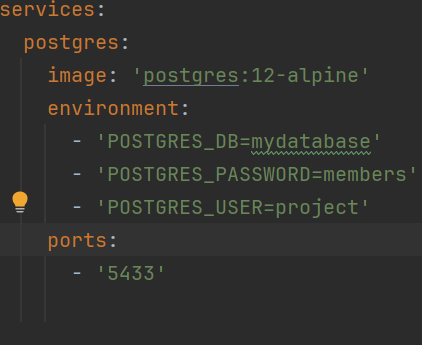 services:
  postgres:
    image: 'postgres:12-alpine'
    environment:
      - 'POSTGRES_DB=mydatabase'
      - 'POSTGRES_PASSWORD=members'
      - 'POSTGRES_USER=project'
    ports:
      - '5433'